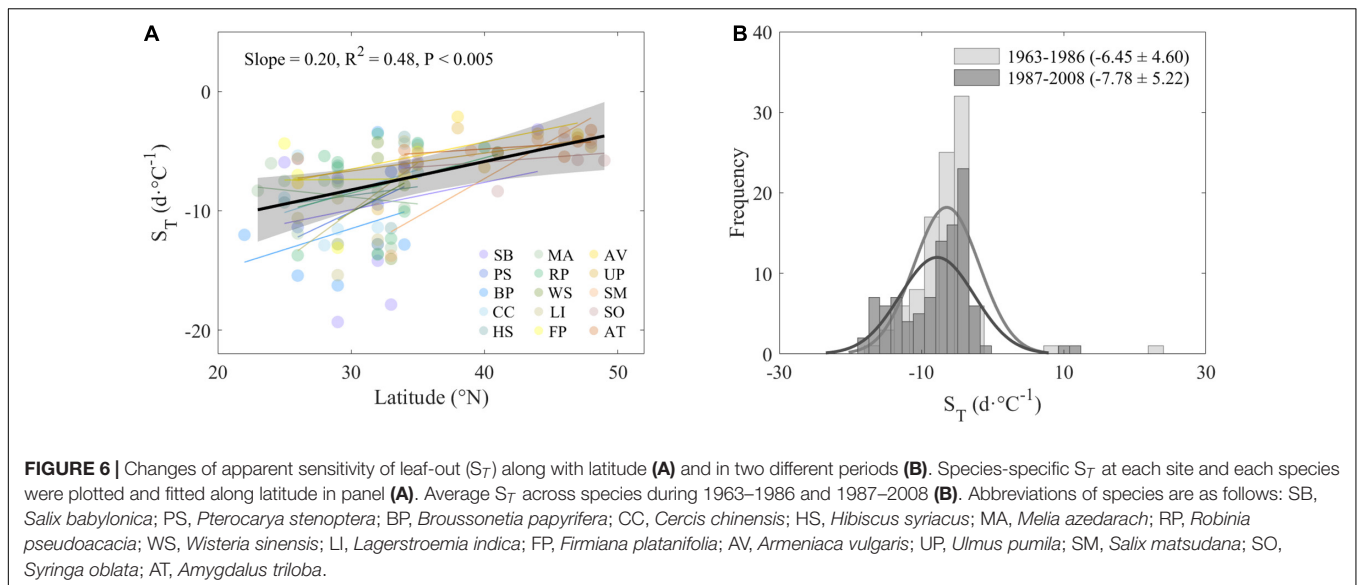 A
Slope = 0.20, R² = 0.48, P < 0.005
0
-10
-20
S_T (d·°C⁻¹)
20
30
40
50
Latitude (°N)
SB
PS
BP
CC
HS
MA
RP
WS
LI
FP
AV
UP
SM
SO
AT
B
40
30
20
10
0
Frequency
1963-1986 (-6.45 ± 4.60)
1987-2008 (-7.78 ± 5.22)
-30
-10
10
30
S_T (d·°C⁻¹)
FIGURE 6 | Changes of apparent sensitivity of leaf-out (S_T) along with latitude (A) and in two different periods (B). Species-specific S_T at each site and each species
were plotted and fitted along latitude in panel (A). Average S_T across species during 1963–1986 and 1987–2008 (B). Abbreviations of species are as follows: SB,
Salix babylonica; PS, Pterocarya stenoptera; BP, Broussonetia papyrifera; CC, Cercis chinensis; HS, Hibiscus syriacus; MA, Melia azedarach; RP, Robinia
pseudoacacia; WS, Wisteria sinensis; LI, Lagerstroemia indica; FP, Firmiana platanifolia; AV, Armeniaca vulgaris; UP, Ulmus pumila; SM, Salix matsudana; SO,
Syringa oblata; AT, Amygdalus triloba.